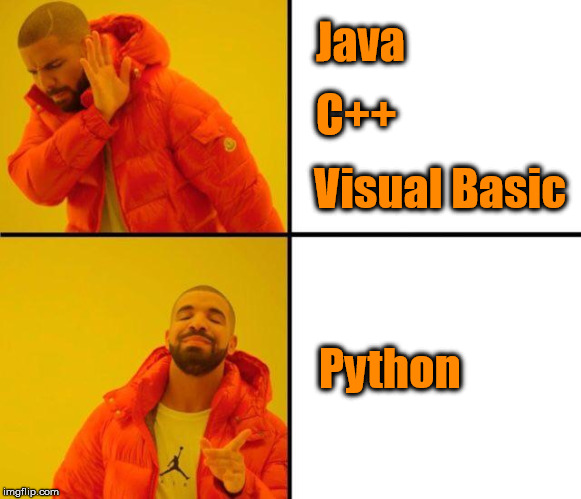 Java
C++
Visual Basic
Python
imgflip.com